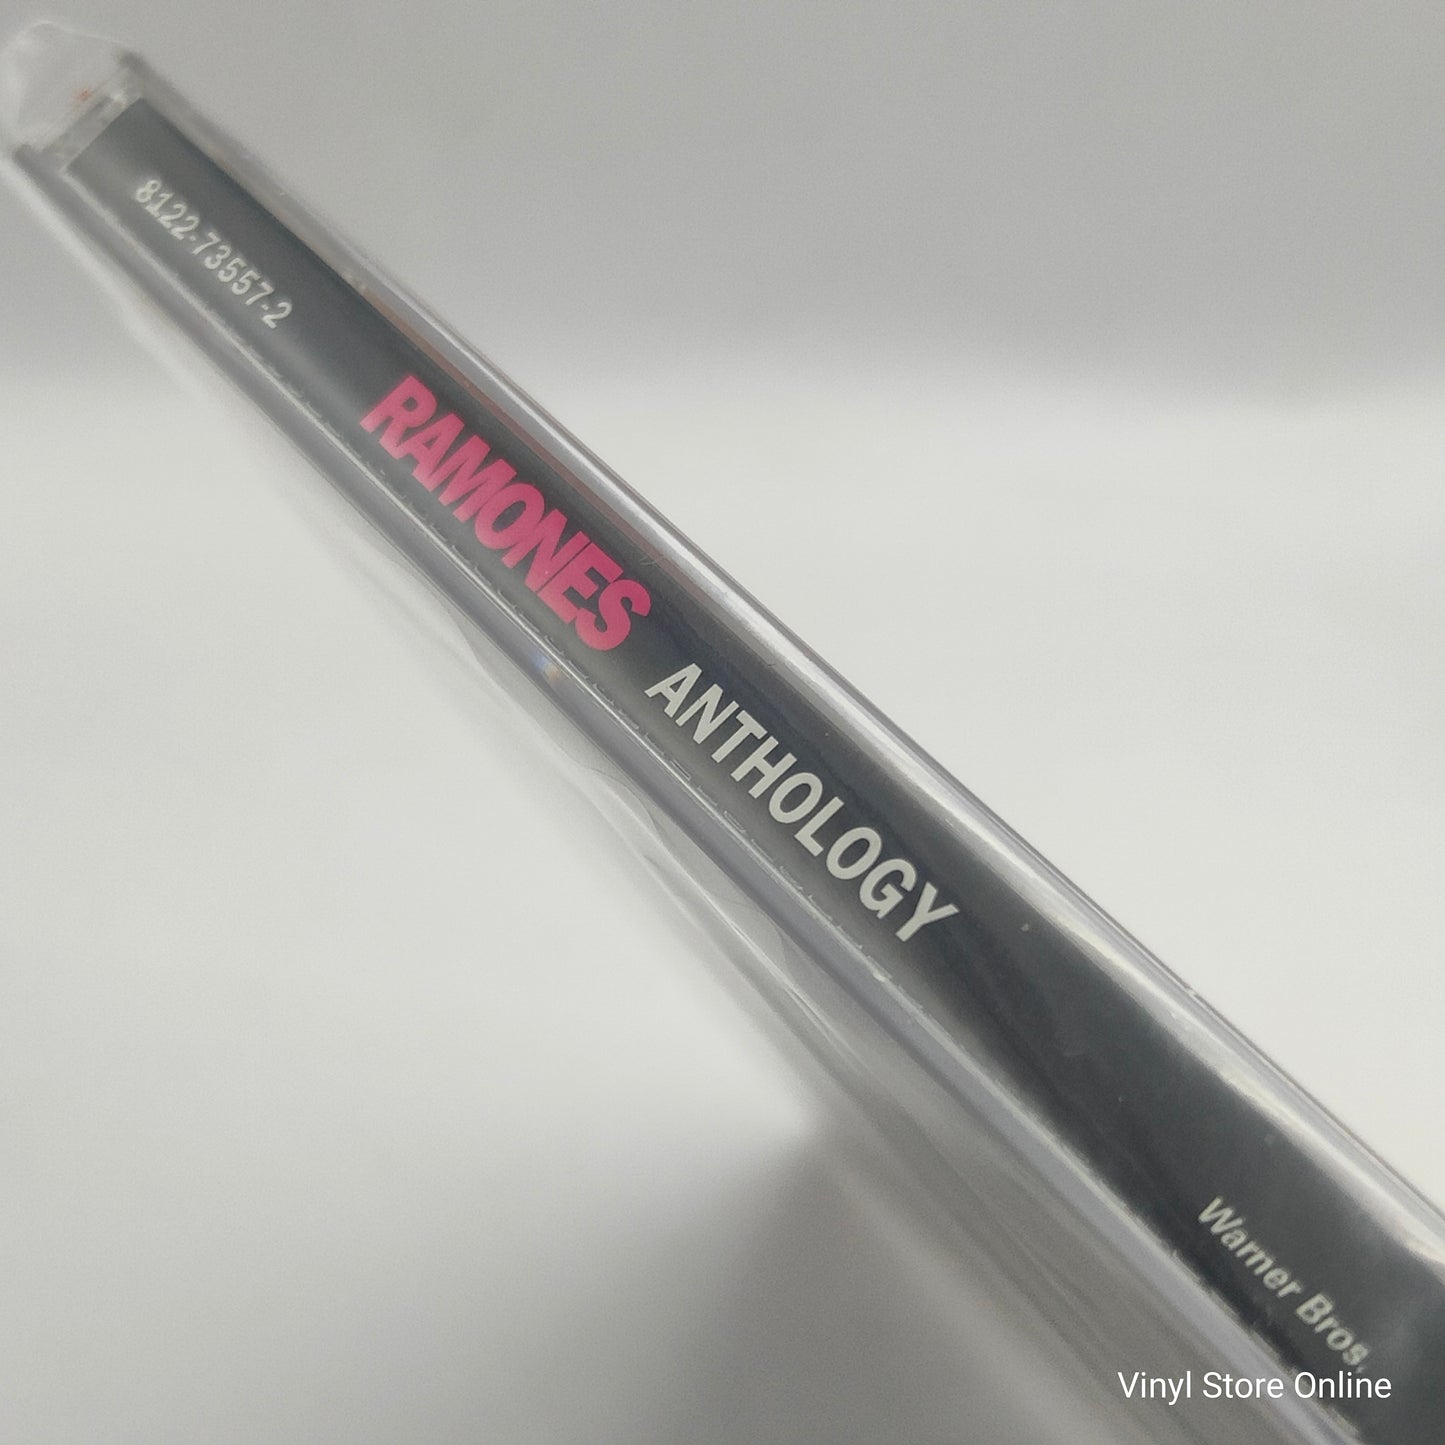 8122-73557-2
RAMONES ANTHOLOGY
Warner Bros.
Vinyl Store Online